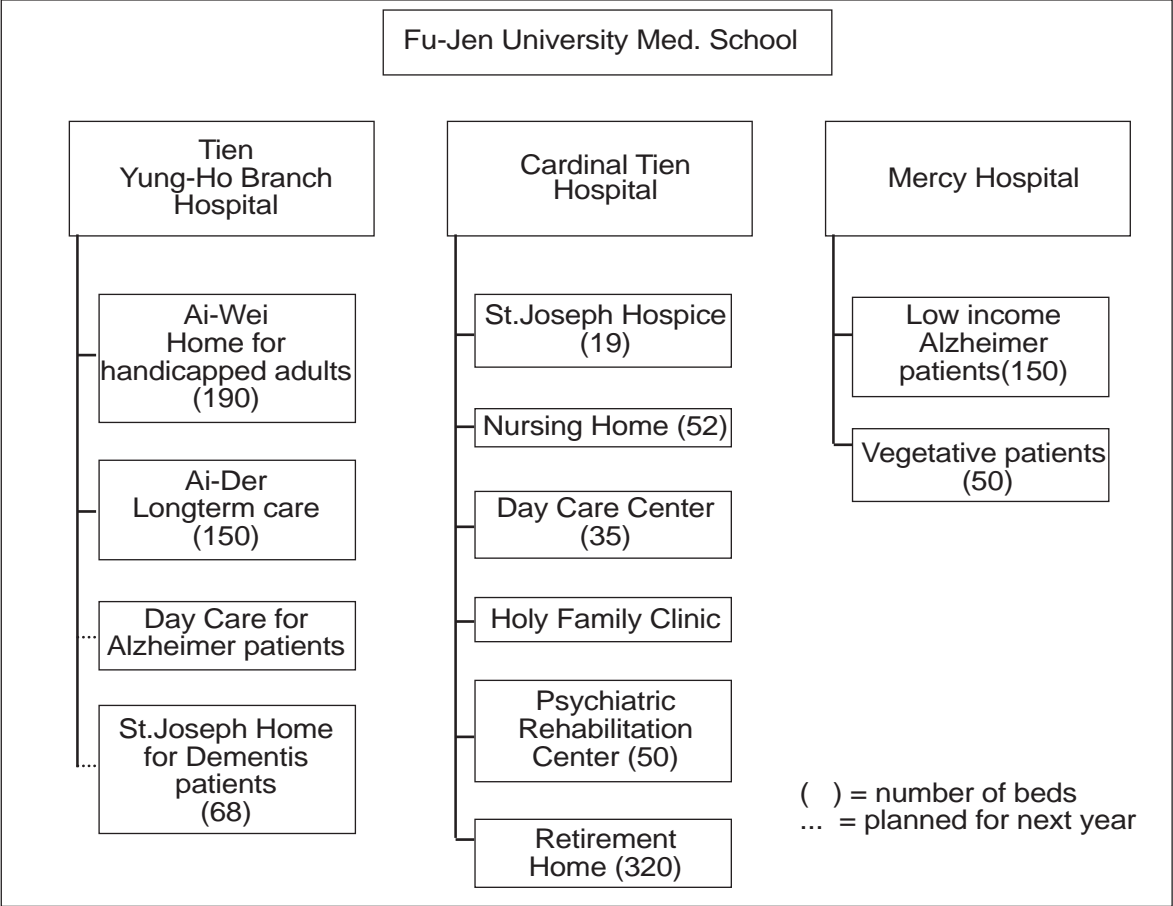 Fu-Jen University Med. School
Tien
Yung-Ho Branch
Hospital
Ai-Wei
Home for
handicapped adults
(190)
Ai-Der
Longterm care
(150)
Day Care for
Alzheimer patients
St.Joseph Home
for Dementis
patients
(68)
Cardinal Tien
Hospital
St.Joseph Hospice
(19)
Nursing Home (52)
Day Care Center
(35)
Holy Family Clinic
Psychiatric
Rehabilitation
Center (50)
Retirement
Home (320)
Mercy Hospital
Low income
Alzheimer
patients(150)
Vegetative patients
(50)
( ) = number of beds
... = planned for next year